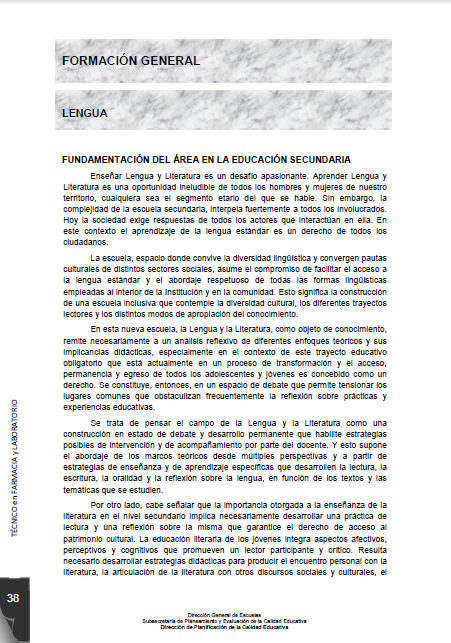 FORMACIÓN GENERAL
LENGUA
FUNDAMENTACIÓN DEL ÁREA EN LA EDUCACIÓN SECUNDARIA
Enseñar Lengua y Literatura es un desafío apasionante. Aprender Lengua y
Literatura es una oportunidad ineludible de todos los hombres y mujeres de nuestro
territorio, cualquiera sea el segmento etario del que se hable. Sin embargo, la
complejidad de la escuela secundaria, interpela fuertemente a todos los involucrados.
Hoy la sociedad exige respuestas de todos los actores que interactúan en ella. En
este contexto el aprendizaje de la lengua estándar es un derecho de todos los
ciudadanos.
La escuela, espacio donde convive la diversidad lingüística y convergen pautas
culturales de distintos sectores sociales, asume el compromiso de facilitar el acceso a
la lengua estándar y el abordaje respetuoso de todas las formas lingüísticas
empleadas al interior de la Institución y en la comunidad. Esto significa la construcción
de una escuela inclusiva que contemple la diversidad cultural, los diferentes trayectos
lectores y los distintos modos de apropiación del conocimiento.
En esta nueva escuela, la Lengua y la Literatura, como objeto de conocimiento,
remite necesariamente a un análisis reflexivo de diferentes enfoques teóricos y sus
implicancias didácticas, especialmente en el contexto de este trayecto educativo
obligatorio que está actualmente en un proceso de transformación y el acceso,
permanencia y egreso de todos los adolescentes y jóvenes es concebido como un
derecho. Se constituye, entonces, en un espacio de debate que permite tensionar los
lugares comunes que obstaculizan frecuentemente la reflexión sobre prácticas y
experiencias educativas.
Se trata de pensar el campo de la Lengua y la Literatura como una
construcción en estado de debate y desarrollo permanente que habilite estrategias
posibles de intervención y de acompañamiento por parte del docente. Y esto supone
el abordaje de los marcos teóricos desde múltiples perspectivas y a partir de
estrategias de enseñanza y de aprendizaje específicas que desarrollen la lectura, la
escritura, la oralidad y la reflexión sobre la lengua, en función de los textos y las
temáticas que se estudien.
Por otro lado, cabe señalar que la importancia otorgada a la enseñanza de la
literatura en el nivel secundario implica necesariamente desarrollar una práctica de
lectura y una reflexión sobre la misma que garantice el derecho de acceso al
patrimonio cultural. La educación literaria de los jóvenes integra aspectos afectivos,
perceptivos y cognitivos que promueven un lector participante y crítico. Resulta
necesario desarrollar estrategias didácticas para producir el encuentro personal con la
literatura, la articulación de la literatura con otros discursos sociales y culturales, el
TÉCNICO en FARMACIA y LABORATORIO
38
Dirección General de Escuelas
Subsecretaría de Planeamiento y Evaluación de la Calidad Educativa
Dirección de Planificación de la Calidad Educativa